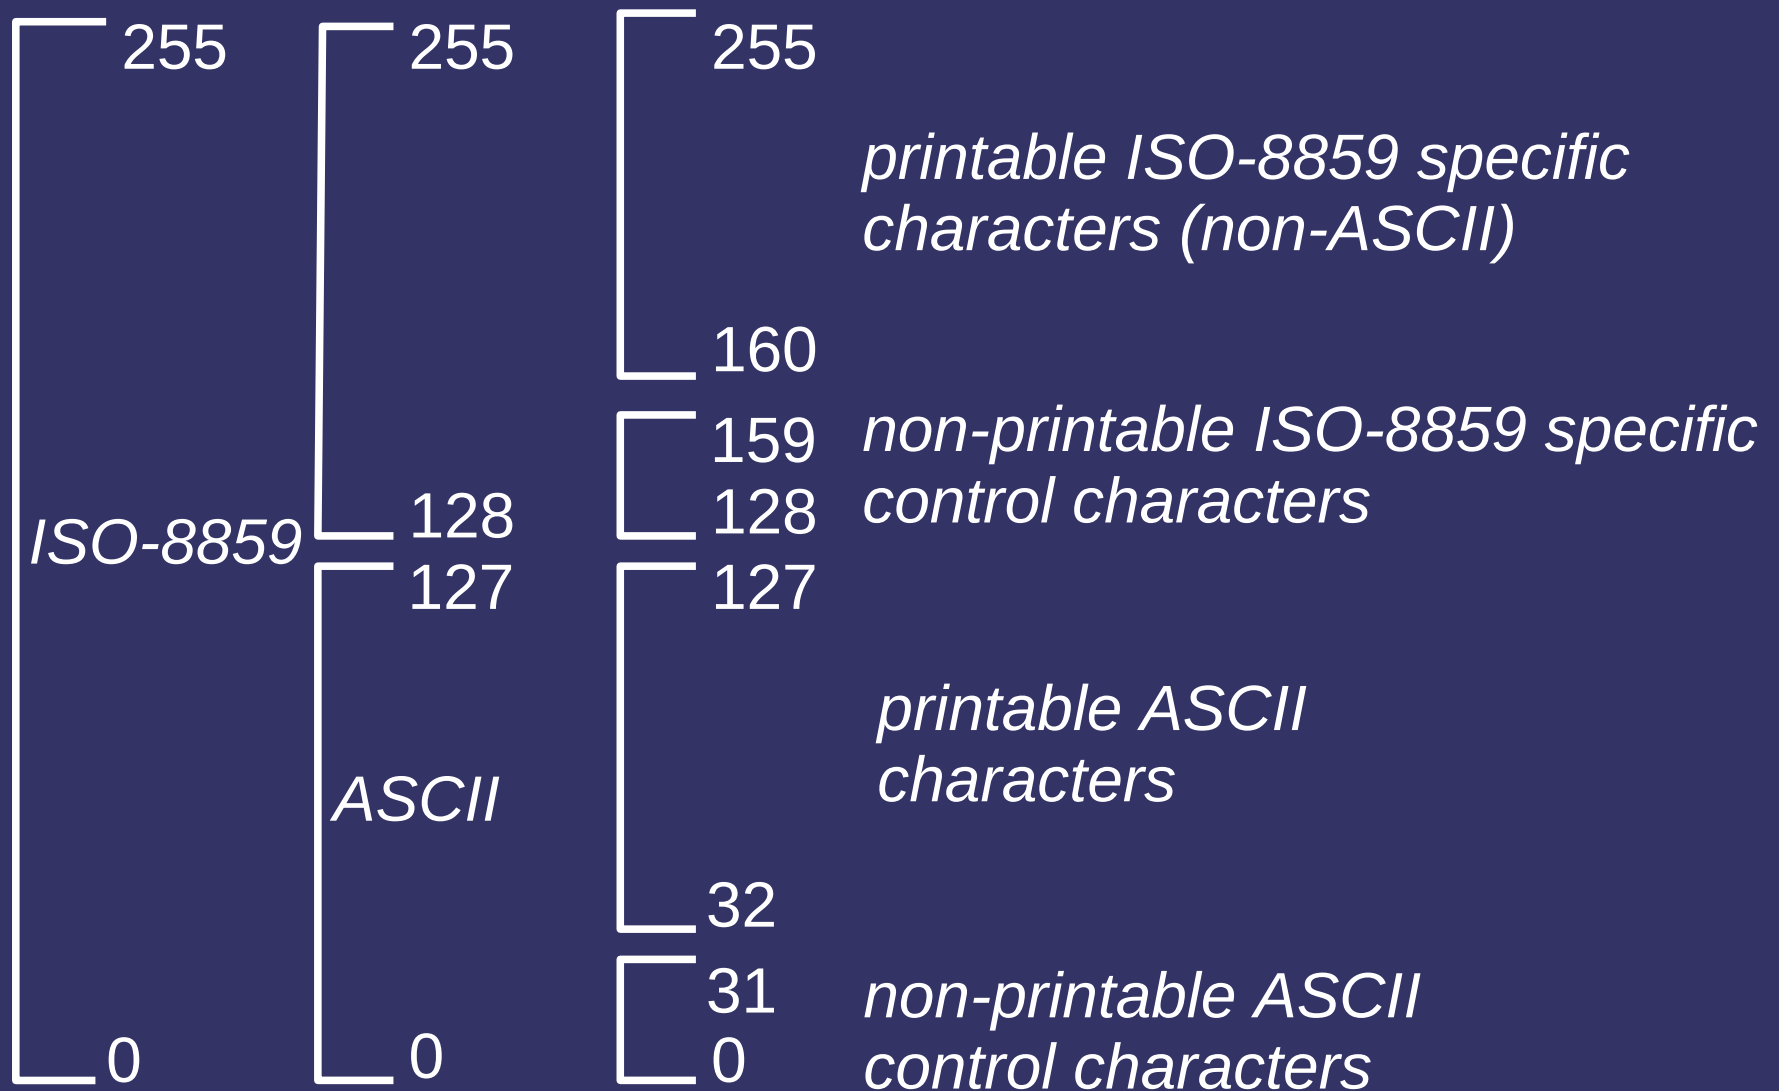 255
255
255
printable ISO-8859 specific
characters (non-ASCII)
160
159
non-printable ISO-8859 specific
128
128
control characters
ISO-8859
127
127
printable ASCII
characters
ASCII
32
31
non-printable ASCII
0
0
0
control characters